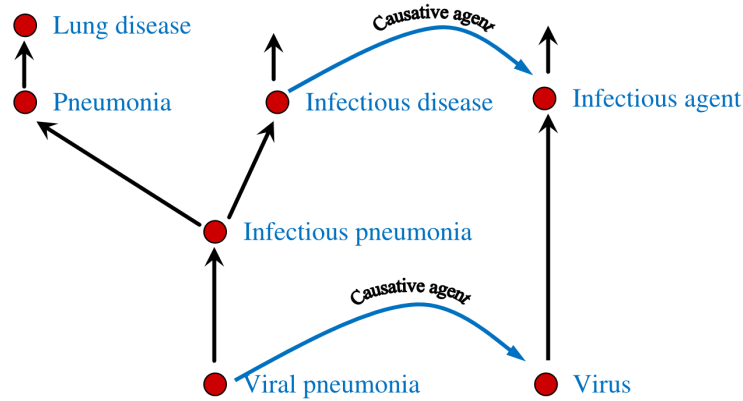 Lung disease
Causative agent
Pneumonia
Infectious disease
Infectious agent
Infectious pneumonia
Causative agent
Viral pneumonia
Virus